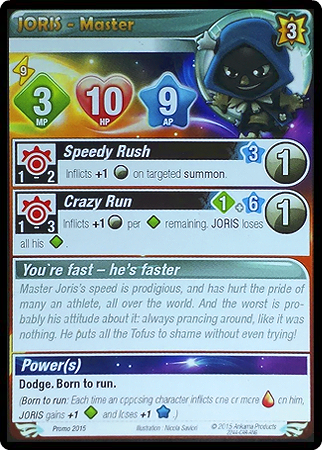 JORIS - Master
3
9
3
MP
10
HP
9
AP
Speedy Rush
3
1
1 - 2
Inflicts +1 on targeted summon.
Crazy Run
1 + 6
1
1 - 3
Inflicts +1 per remaining. JORIS loses
all his .
You're fast – he's faster
Master Joris's speed is prodigious, and has hurt the pride of
many an athlete, all over the world. And the worst is pro-
bably his attitude about it: always prancing around, like it was
nothing. He puts all the Tofus to shame without even trying!
Power(s)
Dodge. Born to run.
(Born to run: Each time an opposing character inflicts one or more on him,
JORIS gains +1 and loses +1 .)
Promo 2015
Illustration : Nicola Saviori
© 2015 Ankama Products